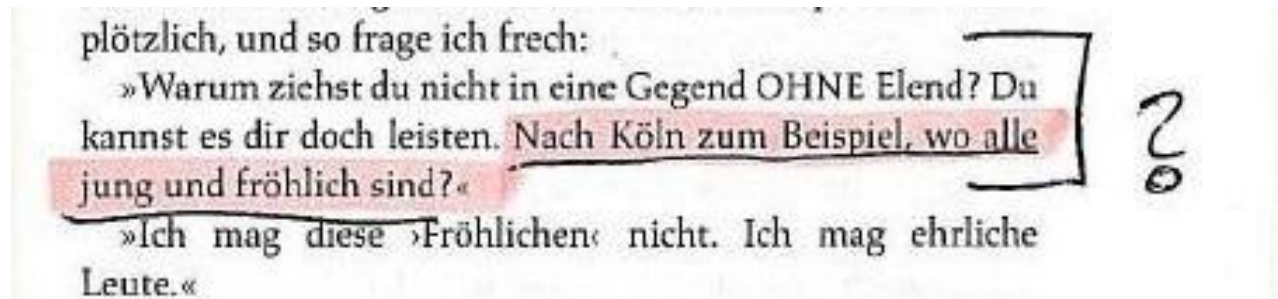 plötzlich, und so frage ich frech:
»Warum ziehst du nicht in eine Gegend OHNE Elend? Du
kannst es dir doch leisten. Nach Köln zum Beispiel, wo alle
jung und fröhlich sind?«
»Ich mag diese ›Fröhlichen‹ nicht. Ich mag ehrliche
Leute.«
?